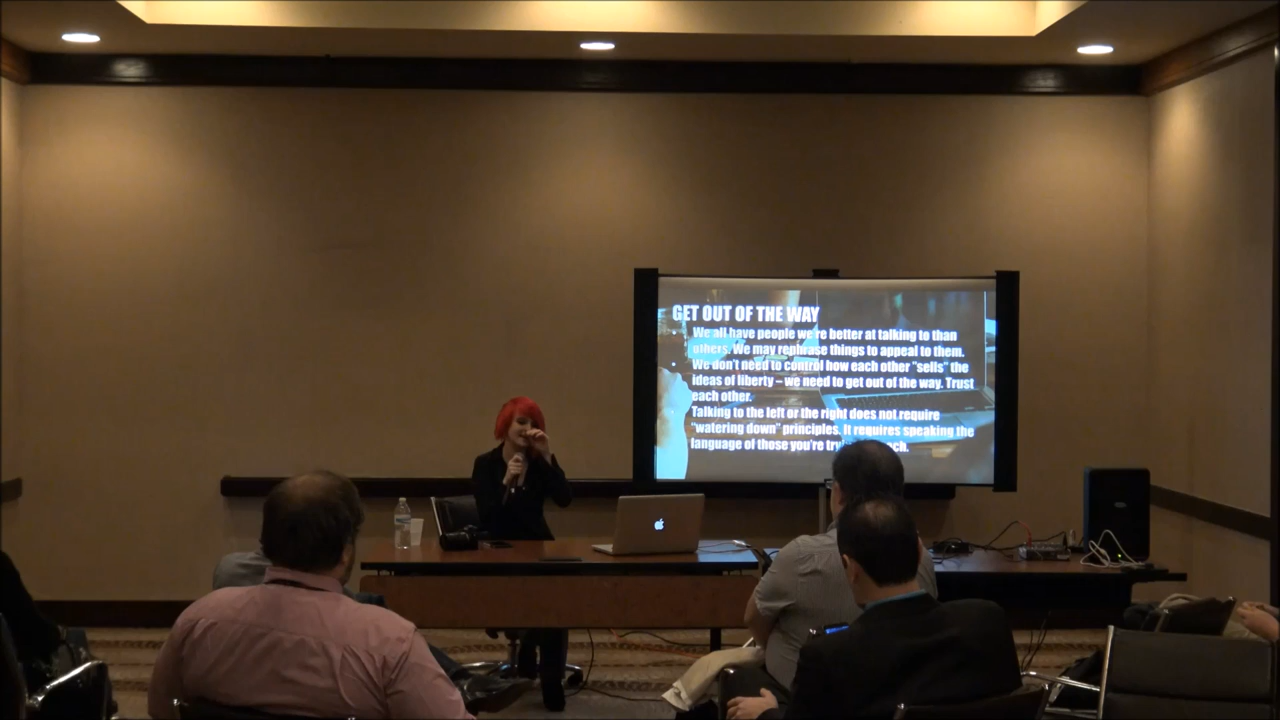 GET OUT OF THE WAY
We all have people we're better at talking to than
others. We may rephrase things to appeal to them.
We don't need to control how each other "sells" the
ideas of liberty – we need to get out of the way. Trust
each other.
Talking to the left or the right does not require
"watering down" principles. It requires speaking the
language of those you're